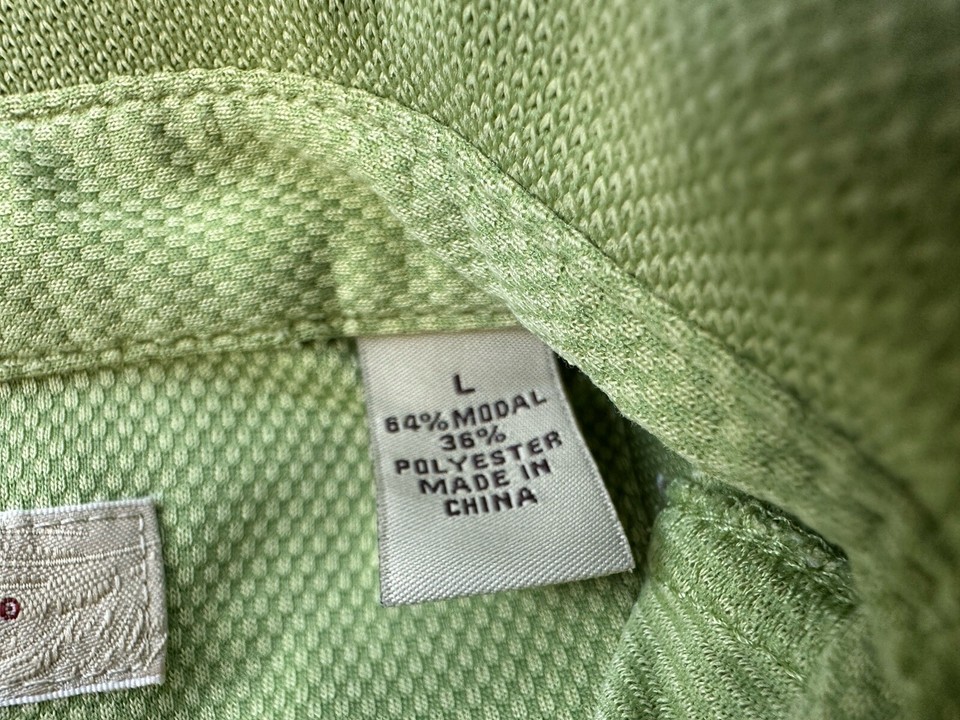 L
64% MODAL
36%
POLYESTER
MADE IN
CHINA